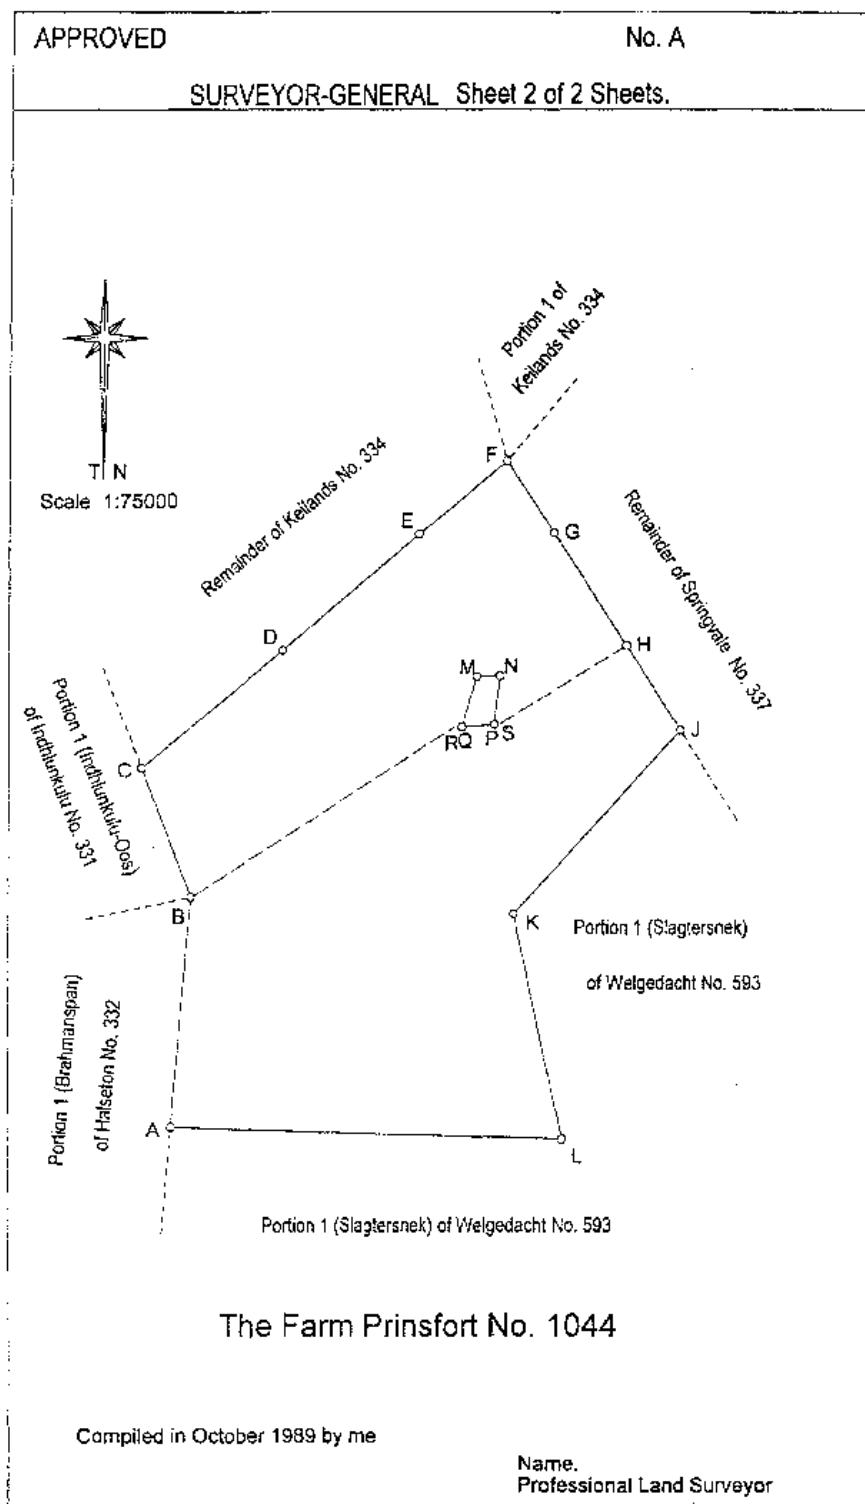 APPROVED No. A
SURVEYOR-GENERAL Sheet 2 of 2 Sheets.
Portion 1 of
Keilands No. 334
T N
Scale 1:75000
Remainder of Keilands No. 334
F
E
G
Remainder of Springvale No. 337
D
H
M N
R Q P S
J
C
Portion 1 (Indhlunkulu-Oos)
of Indhlunkulu No. 331
B
K
Portion 1 (Slagtersnek)
of Welgedacht No. 593
Portion 1 (Brahmanspan)
of Halseton No. 332
A
L
Portion 1 (Slagtersnek) of Welgedacht No. 593
The Farm Prinsfort No. 1044
Compiled in October 1989 by me
Name.
Professional Land Surveyor